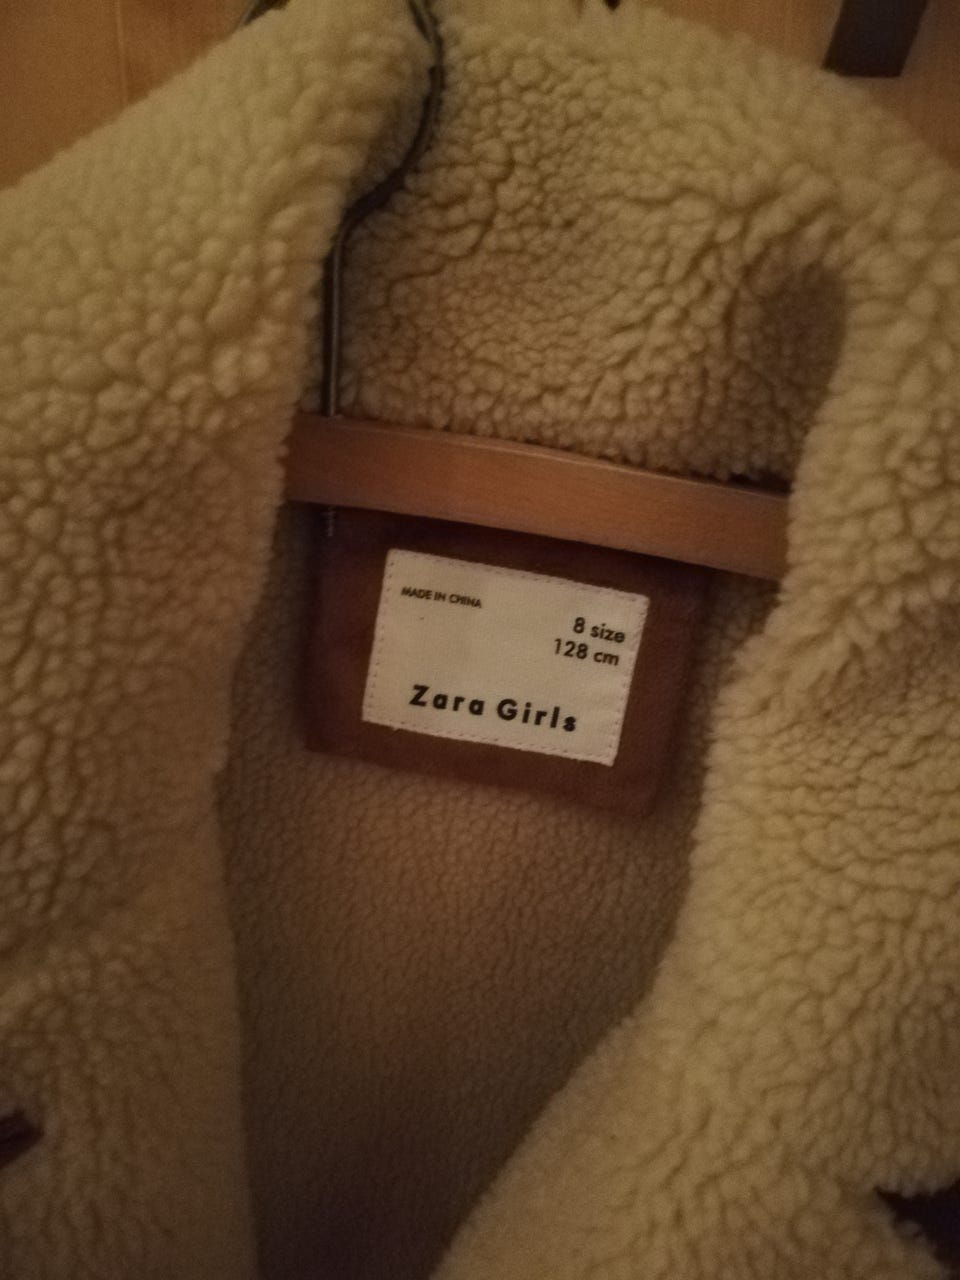 MADE IN CHINA
8 size
128 cm
Zara Girls